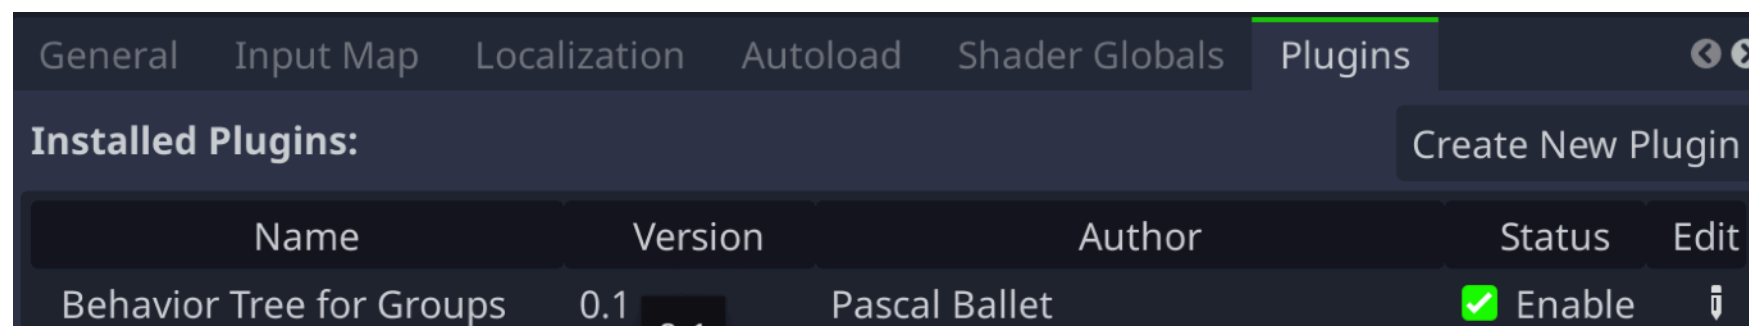 General Input Map Localization Autoload Shader Globals Plugins
Installed Plugins: Create New Plugin
Name Version Author Status Edit
Behavior Tree for Groups 0.1 Pascal Ballet Enable